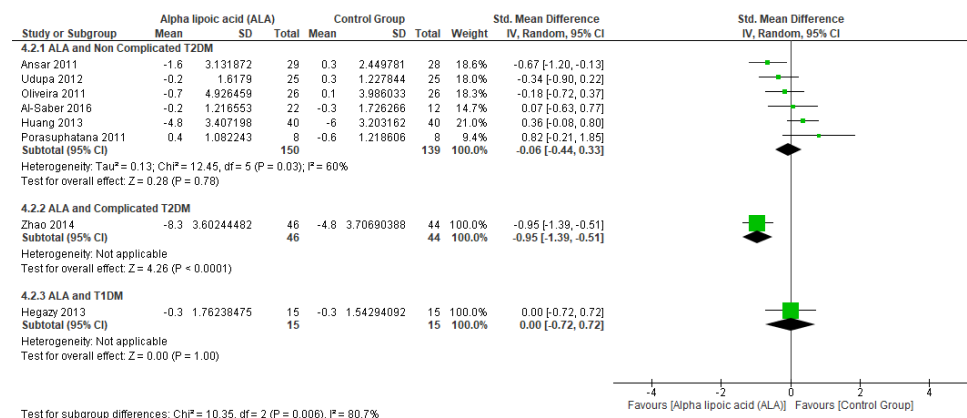 Alpha lipoic acid (ALA) Control Group Std. Mean Difference Std. Mean Difference
Study or Subgroup Mean SD Total Mean SD Total Weight IV, Random, 95% CI IV, Random, 95% CI
4.2.1 ALA and Non Complicated T2DM
Ansar 2011 -1.6 3.131872 29 0.3 2.449781 28 18.6% -0.67 [-1.20, -0.13]
Udupa 2012 -0.2 1.6179 25 0.3 1.227844 25 18.0% -0.34 [-0.90, 0.22]
Oliveira 2011 -0.7 4.926459 26 0.1 3.986033 26 18.4% -0.18 [-0.72, 0.37]
Al-Saber 2016 -0.2 1.216553 22 -0.3 1.726266 12 14.7% 0.07 [-0.63, 0.77]
Huang 2013 -4.8 3.407198 40 -6 3.203162 40 21.0% 0.36 [-0.08, 0.80]
Porasuphatana 2011 0.4 1.082243 8 -0.6 1.218606 8 9.4% 0.82 [-0.21, 1.85]
Subtotal (95% CI) 150 139 100.0% -0.06 [-0.44, 0.33]
Heterogeneity: Tau² = 0.13; Chi² = 12.45, df = 5 (P = 0.03); I² = 60%
Test for overall effect: Z = 0.28 (P = 0.78)
4.2.2 ALA and Complicated T2DM
Zhao 2014 -8.3 3.60244482 46 -4.8 3.70690388 44 100.0% -0.95 [-1.39, -0.51]
Subtotal (95% CI) 46 44 100.0% -0.95 [-1.39, -0.51]
Heterogeneity: Not applicable
Test for overall effect: Z = 4.26 (P < 0.0001)
4.2.3 ALA and T1DM
Hegazy 2013 -0.3 1.76238475 15 -0.3 1.54294092 15 100.0% 0.00 [-0.72, 0.72]
Subtotal (95% CI) 15 15 100.0% 0.00 [-0.72, 0.72]
Heterogeneity: Not applicable
Test for overall effect: Z = 0.00 (P = 1.00)
-4 -2 0 2 4
Favours [Alpha lipoic acid (ALA)] Favours [Control Group]
Test for subgroup differences: Chi² = 10.35, df = 2 (P = 0.006), I² = 80.7%